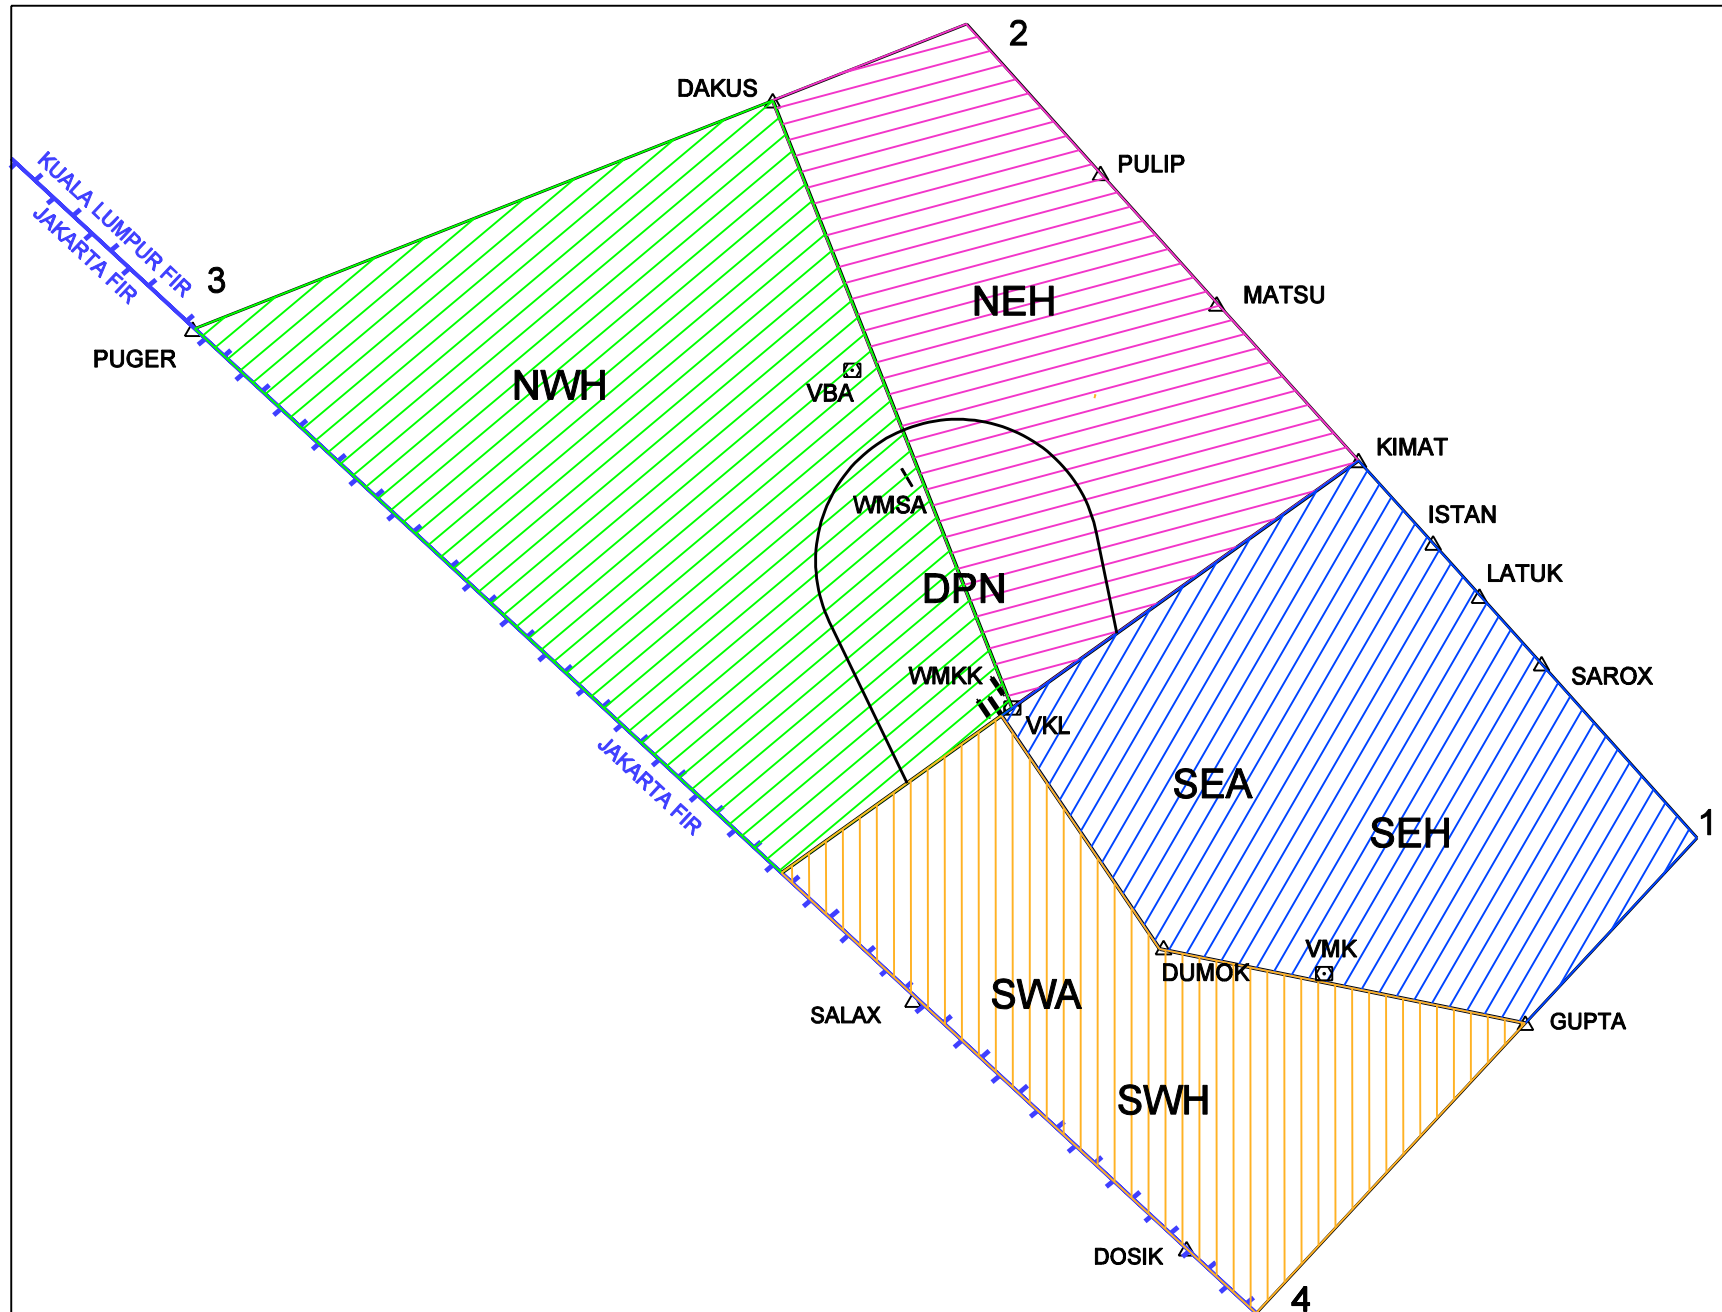 2
DAKUS
PULIP
KUALA LUMPUR FIR
JAKARTA FIR
3
NEH
MATSU
PUGER
NWH
VBA
KIMAT
WMSA
ISTAN
DPN
LATUK
WMKK
SAROX
VKL
JAKARTA FIR
SEA
SEH
1
VMK
DUMOK
SWA
SALAX
GUPTA
SWH
DOSIK
4